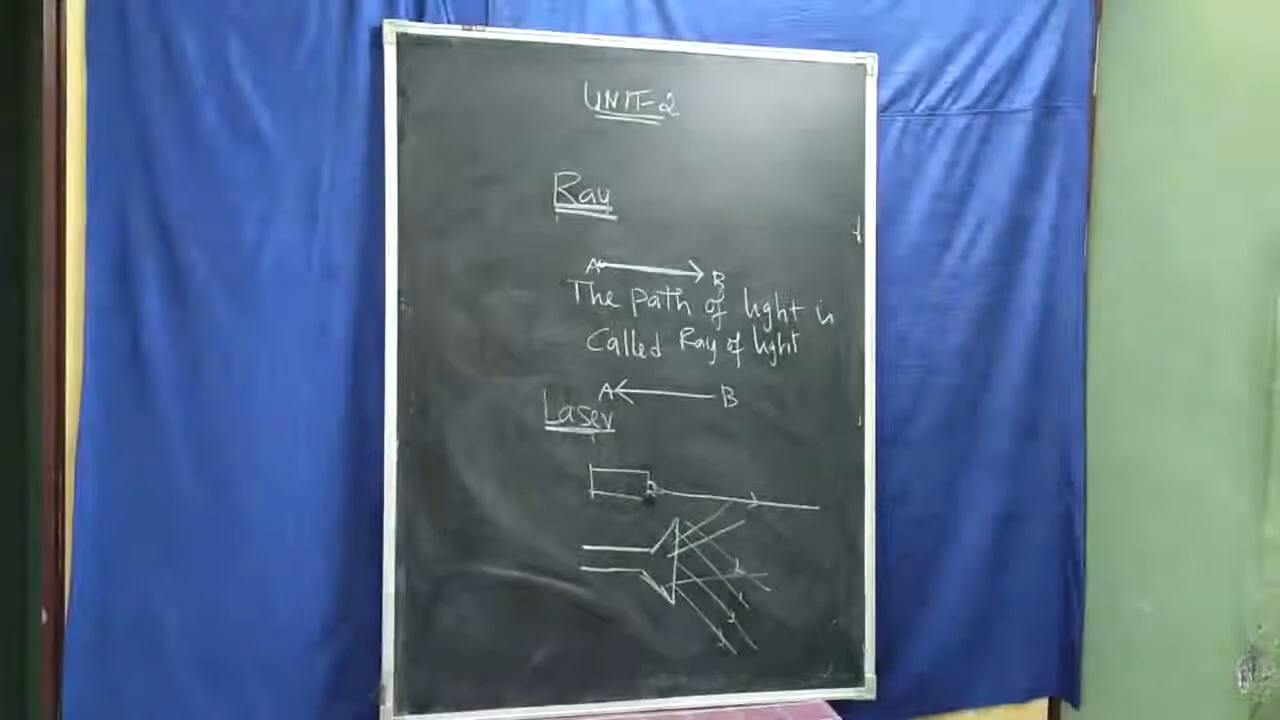 UNIT-2
Ray
A B
The path of light is
Called Ray of light
A B
Laser